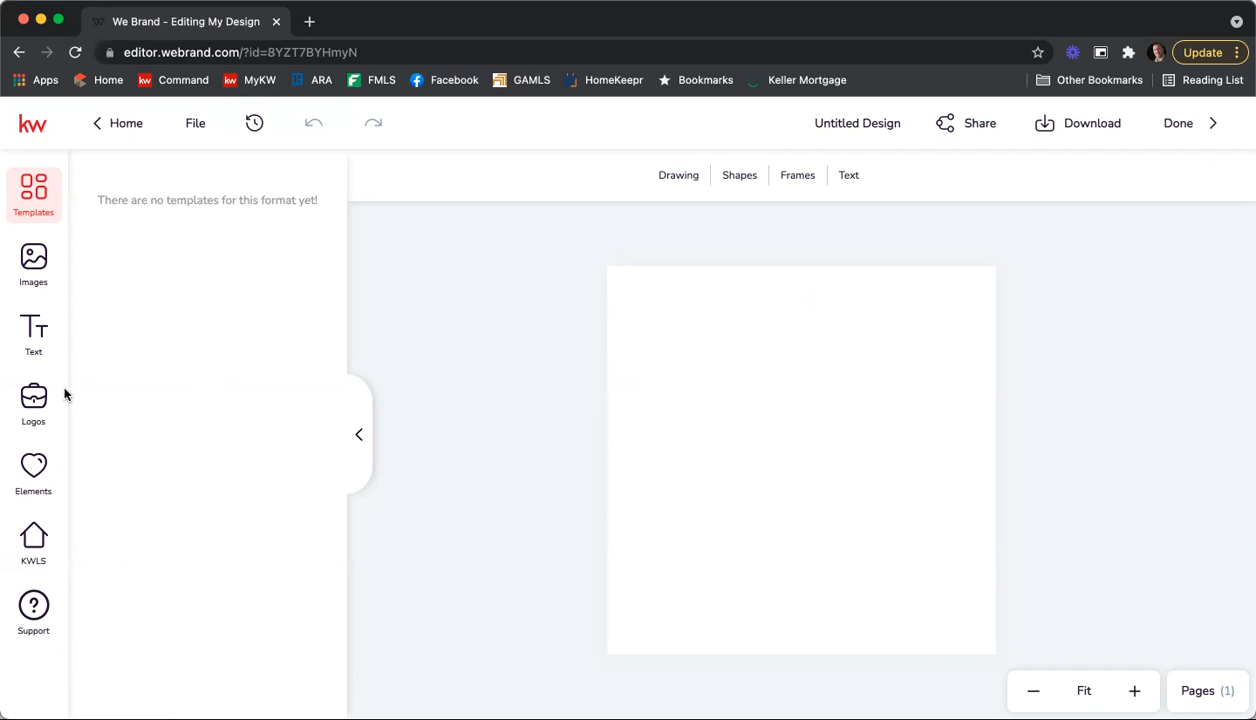 We Brand - Editing My Design
editor.webrand.com/?id=8YZT7BYHmyN
Update
Apps
kw Home
kw Command
kw MyKW
ARA
FMLS
Facebook
GAMLS
HomeKeepr
Bookmarks
Keller Mortgage
Other Bookmarks
Reading List
kw
Home
File
Untitled Design
Share
Download
Done
Templates
There are no templates for this format yet!
Drawing
Shapes
Frames
Text
Images
Text
Logos
Elements
KWLS
Support
Fit
Pages (1)